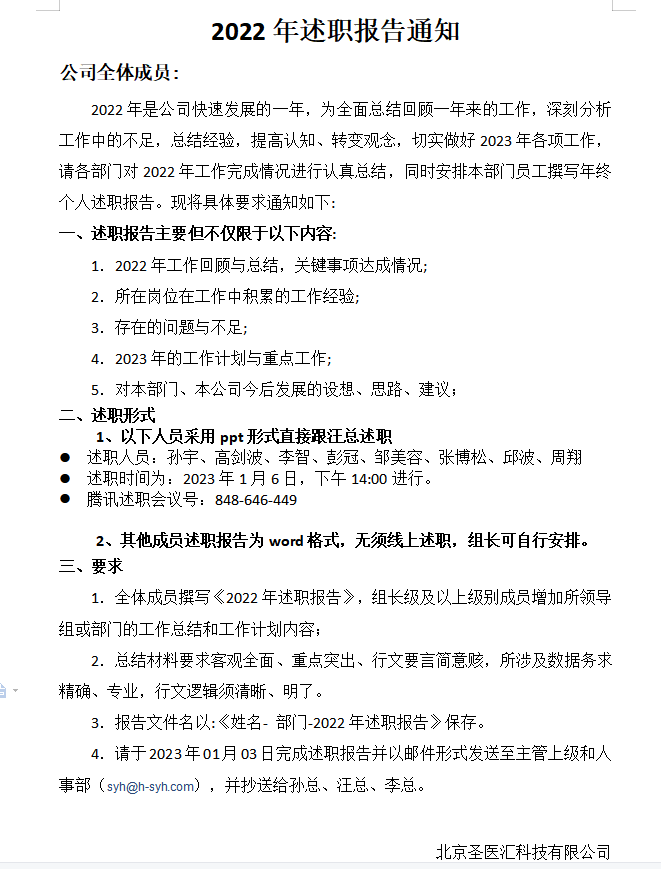 2022 年述职报告通知
公司全体成员：
2022 年是公司快速发展的一年，为全面总结回顾一年来的工作，深刻分析
工作中的不足，总结经验，提高认知、转变观念，切实做好 2023 年各项工作，
请各部门对 2022 年工作完成情况进行认真总结，同时安排本部门员工撰写年终
个人述职报告。现将具体要求通知如下:
一、述职报告主要但不仅限于以下内容:
1．2022 年工作回顾与总结，关键事项达成情况;
2．所在岗位在工作中积累的工作经验;
3．存在的问题与不足;
4．2023 年的工作计划与重点工作;
5．对本部门、本公司今后发展的设想、思路、建议；
二、述职形式
1、以下人员采用 ppt 形式直接跟汪总述职
● 述职人员：孙宇、高剑波、李智、彭冠、邹美容、张博松、邱波、周翔
● 述职时间为：2023 年 1 月 6 日，下午 14:00 进行。
● 腾讯述职会议号：848-646-449
2、其他成员述职报告为 word 格式，无须线上述职，组长可自行安排。
三、要求
1．全体成员撰写《2022 年述职报告》，组长级及以上级别成员增加所领导
组或部门的工作总结和工作计划内容；
2．总结材料要求客观全面、重点突出、行文要言简意赅，所涉及数据务求
精确、专业，行文逻辑须清晰、明了。
3．报告文件名以:《姓名- 部门-2022 年述职报告》保存。
4．请于 2023 年 01 月 03 日完成述职报告并以邮件形式发送至主管上级和人
事部（syh@h-syh.com），并抄送给孙总、汪总、李总。
北京圣医汇科技有限公司